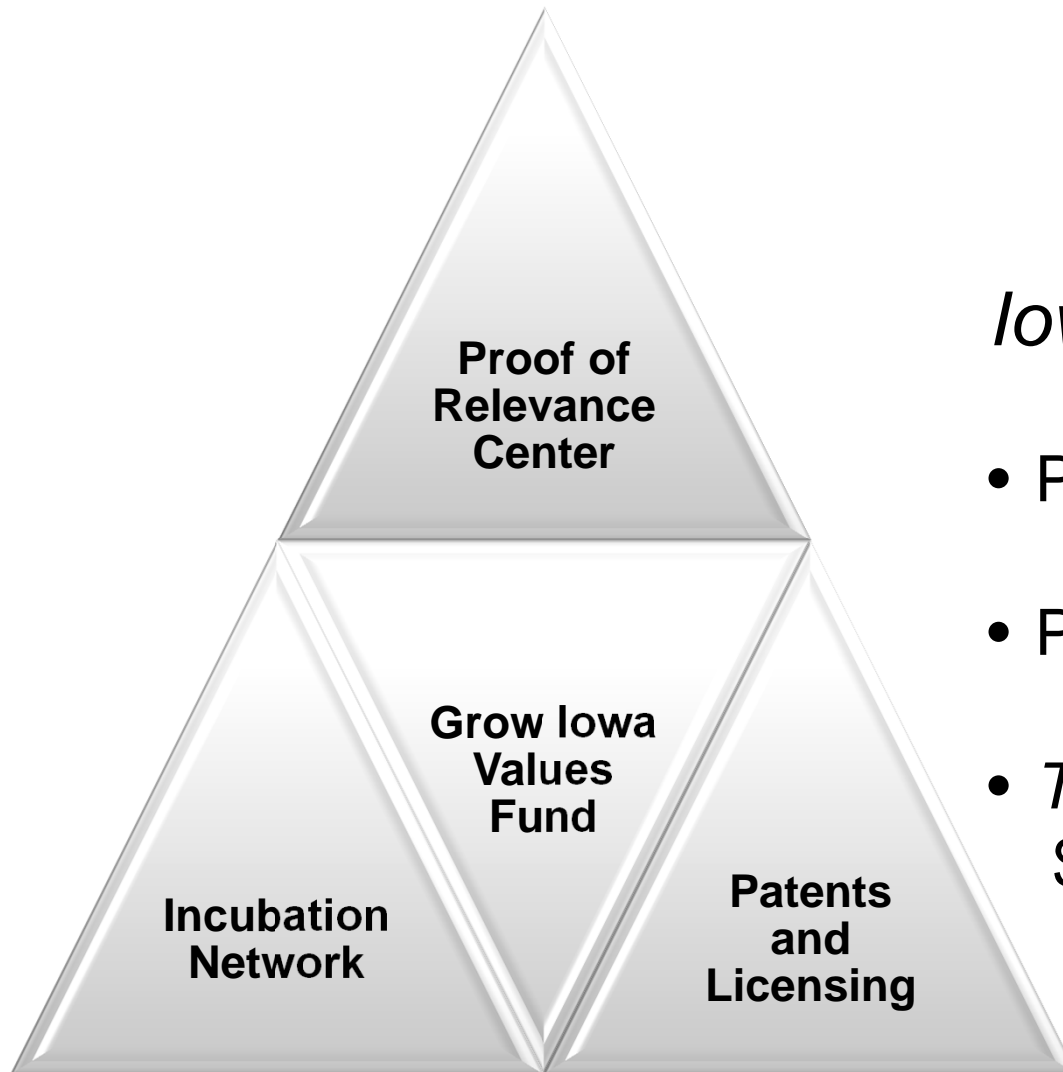 Proof of
Relevance
Center
Grow Iowa
Values
Fund
Incubation
Network
Patents
and
Licensing
• P
• P
• T